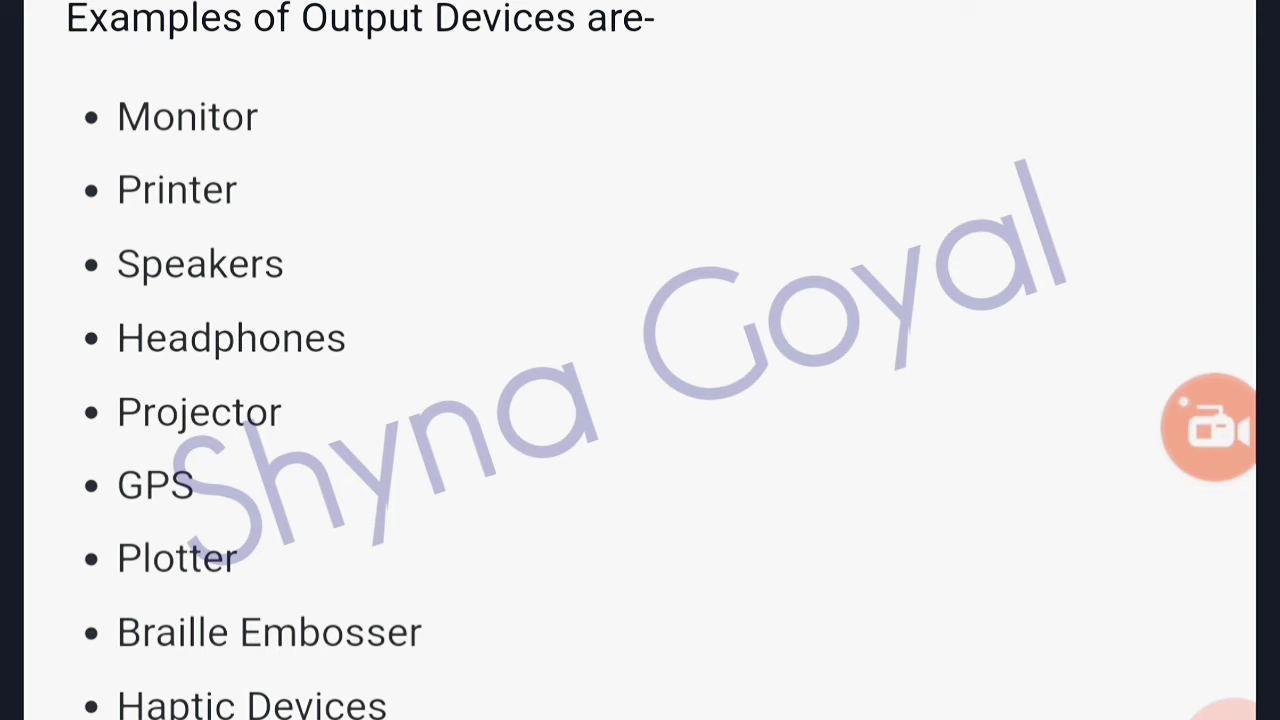 Examples of Output Devices are-
• Monitor
• Printer
• Speakers
• Headphones
• Projector
• GPS
• Plotter
• Braille Embosser
• Haptic Devices
Shyna Goyal